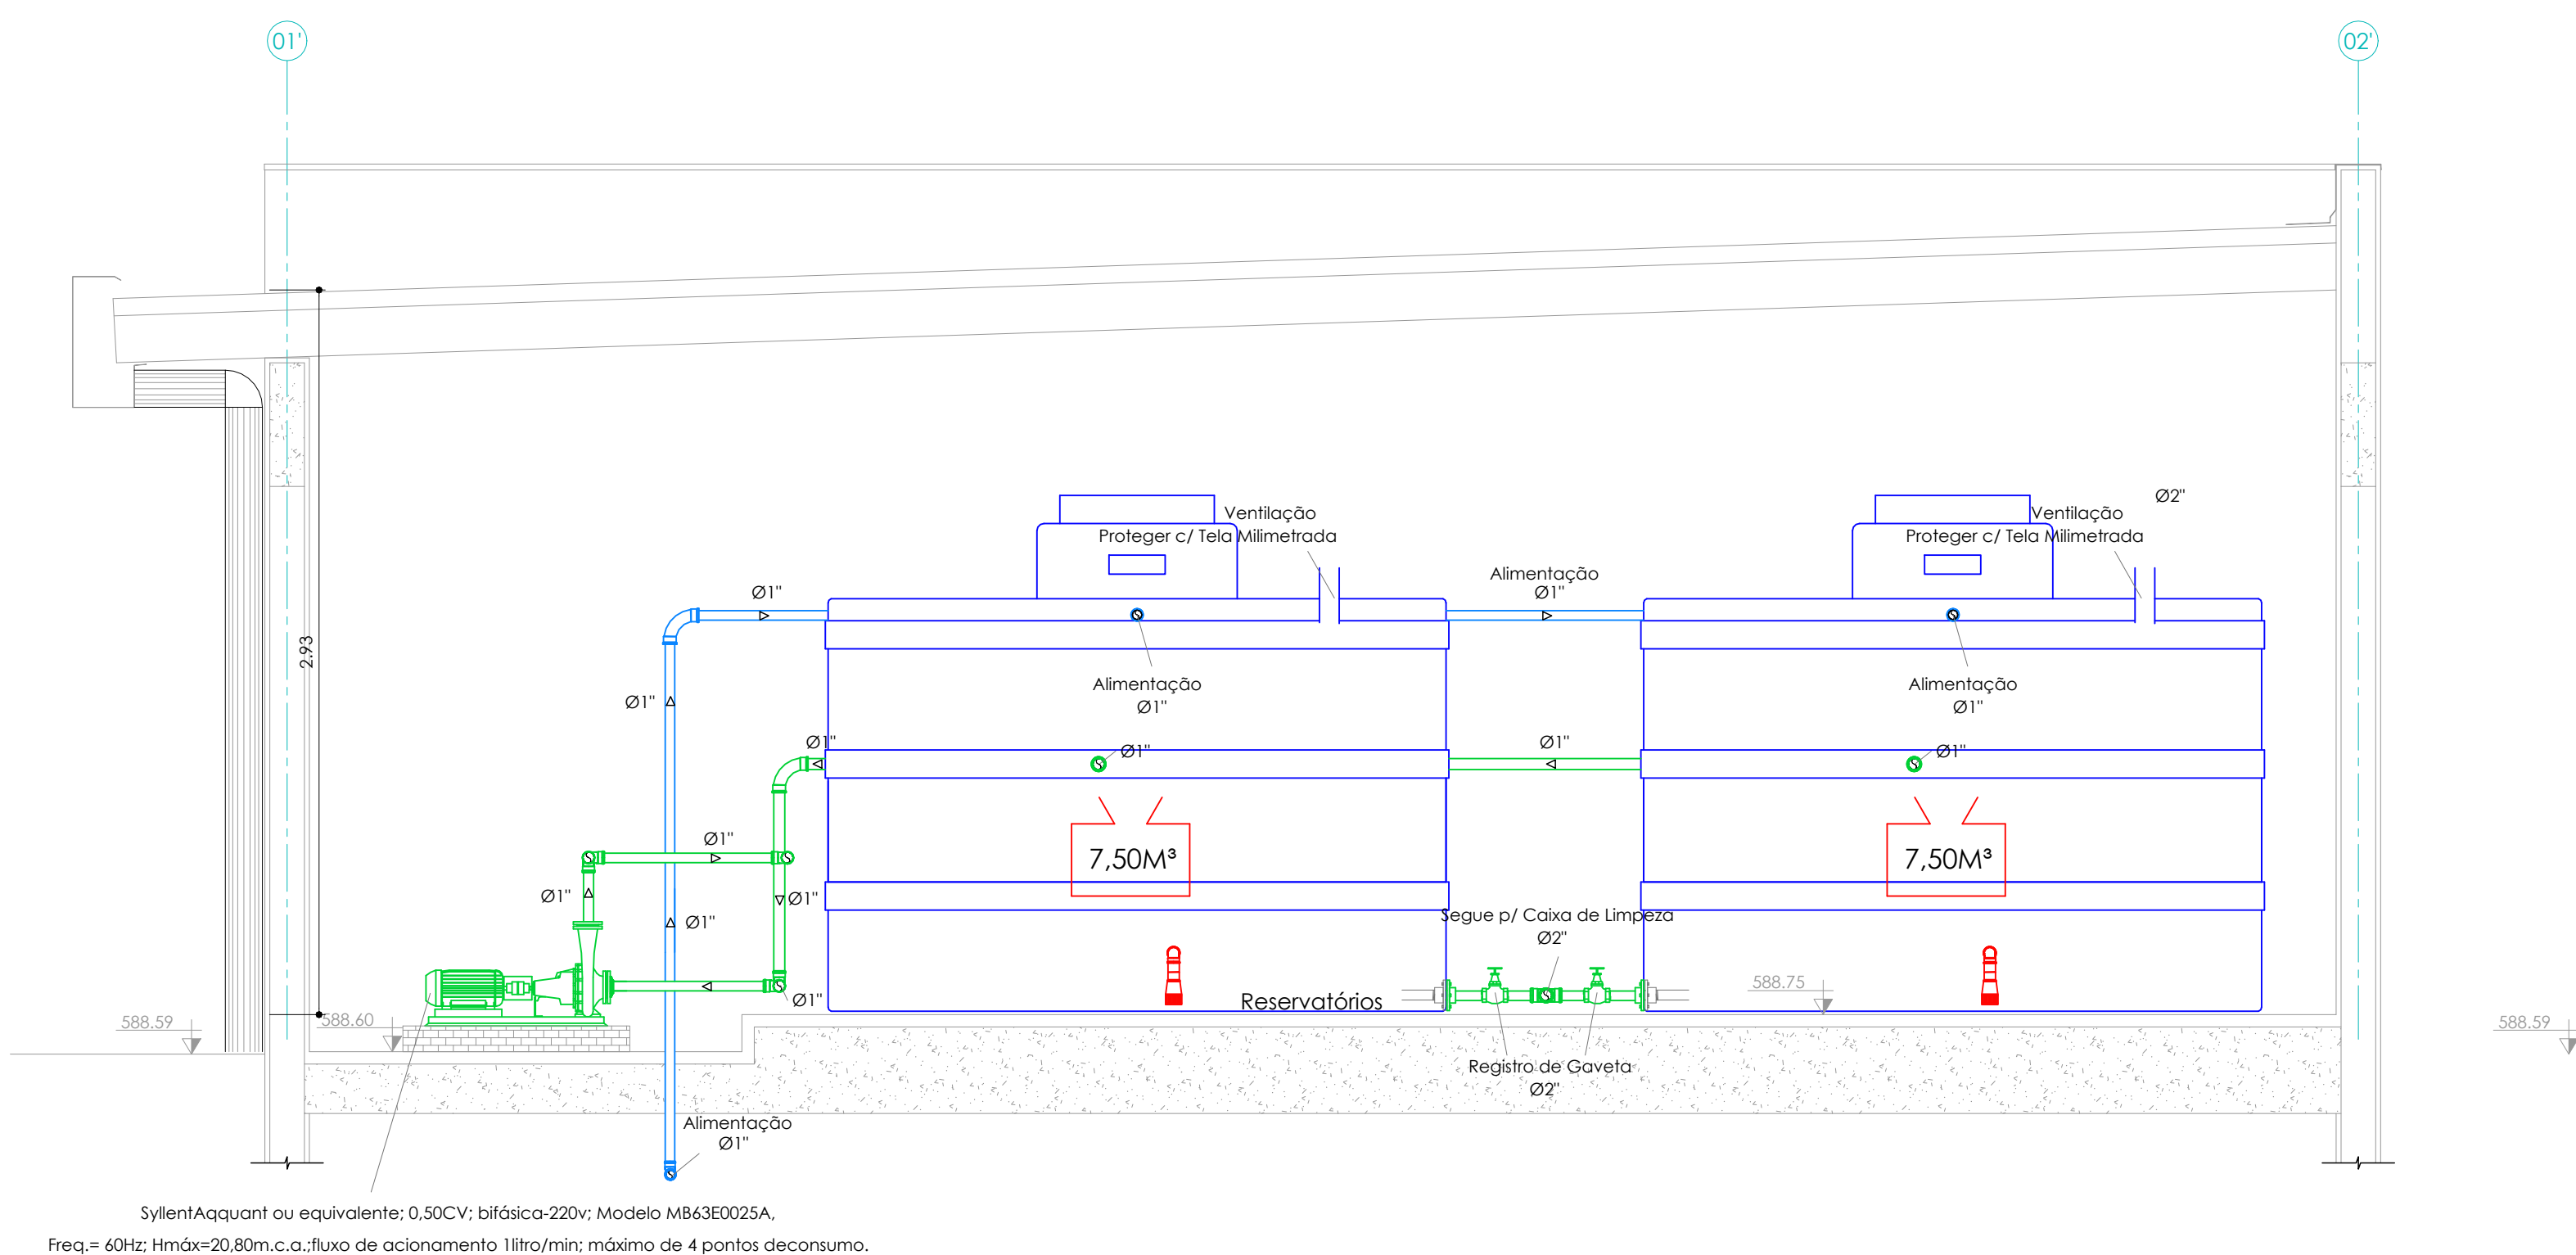 01'
02'
Ø2"
Ventilação
Proteger c/ Tela Milimetrada
Ventilação
Proteger c/ Tela Milimetrada
Alimentação
Ø1"
Ø1"
2.93
Ø1"
Alimentação
Ø1"
Alimentação
Ø1"
Ø1"
Ø1"
Ø1"
Ø1"
Ø1"
7,50M³
7,50M³
Ø1"
Ø1"
Ø1"
Segue p/ Caixa de Limpeza
Ø2"
Ø1"
Reservatórios
588.75
588.59
588.60
588.59
Registro de Gaveta
Ø2"
Alimentação
Ø1"
SyllentAqquant ou equivalente; 0,50CV; bifásica-220v; Modelo MB63E0025A,
Freq.= 60Hz; Hmáx=20,80m.c.a.;fluxo de acionamento 1litro/min; máximo de 4 pontos deconsumo.